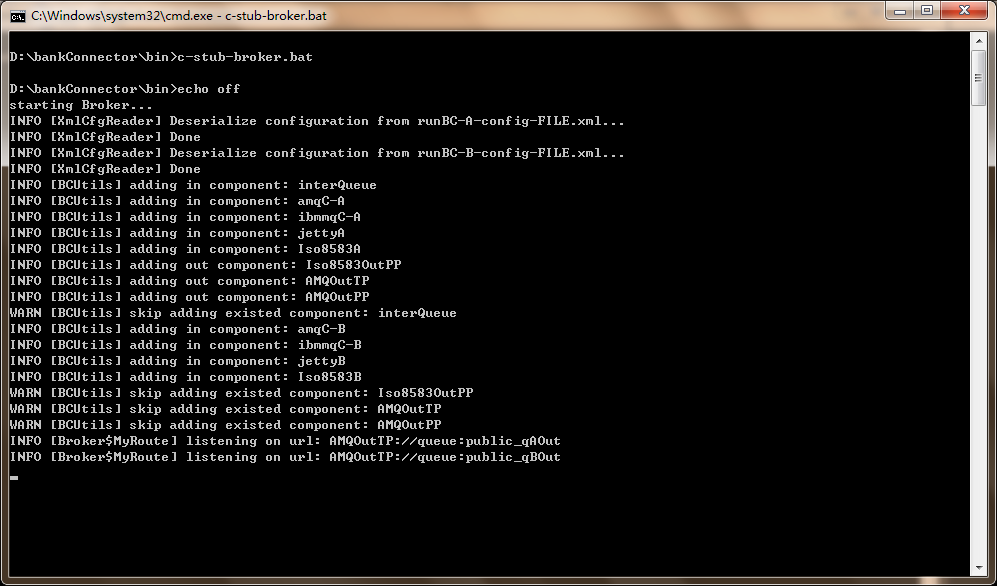 C:\Windows\system32\cmd.exe - c-stub-broker.bat
D:\bankConnector\bin>c-stub-broker.bat
D:\bankConnector\bin>echo off
starting Broker...
INFO [XmlCfgReader] Deserialize configuration from runBC-A-config-FILE.xml...
INFO [XmlCfgReader] Done
INFO [XmlCfgReader] Deserialize configuration from runBC-B-config-FILE.xml...
INFO [XmlCfgReader] Done
INFO [BCUtils] adding in component: interQueue
INFO [BCUtils] adding in component: amqC-A
INFO [BCUtils] adding in component: ibmmqC-A
INFO [BCUtils] adding in component: jettyA
INFO [BCUtils] adding in component: Iso8583A
INFO [BCUtils] adding out component: Iso8583OutPP
INFO [BCUtils] adding out component: AMQOutTP
INFO [BCUtils] adding out component: AMQOutPP
WARN [BCUtils] skip adding existed component: interQueue
INFO [BCUtils] adding in component: amqC-B
INFO [BCUtils] adding in component: ibmmqC-B
INFO [BCUtils] adding in component: jettyB
INFO [BCUtils] adding in component: Iso8583B
WARN [BCUtils] skip adding existed component: Iso8583OutPP
WARN [BCUtils] skip adding existed component: AMQOutTP
WARN [BCUtils] skip adding existed component: AMQOutPP
INFO [Broker$MyRoute] listening on url: AMQOutTP://queue:public_qAOut
INFO [Broker$MyRoute] listening on url: AMQOutTP://queue:public_qBOut